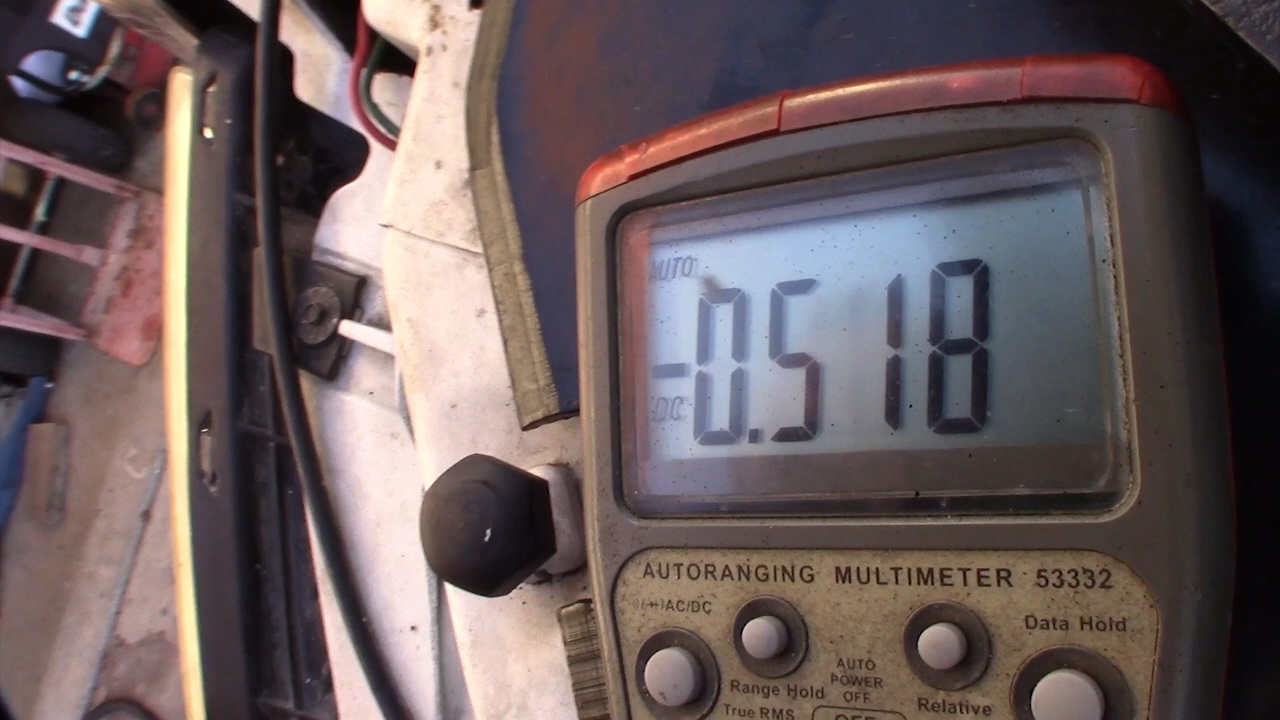 AUTO
-0.518
DC
AUTORANGING MULTIMETER 53332
AC/DC
Data Hold
Range Hold
AUTO
POWER
OFF
Relative
True RMS
OFF